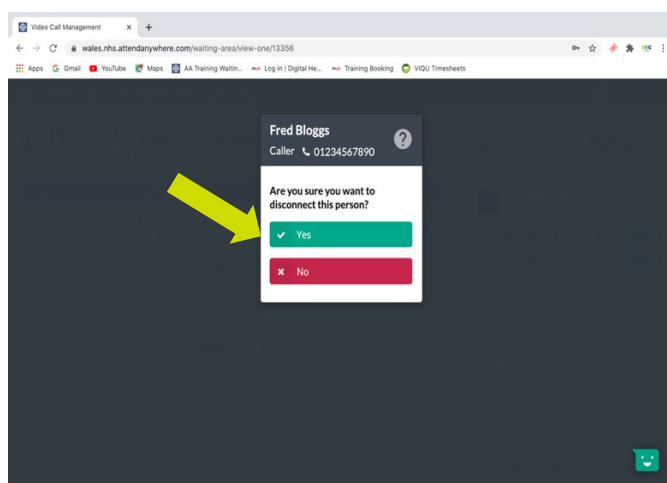 Video Call Management
wales.nhs.attendanywhere.com/waiting-area/view-one/13356
Apps Gmail YouTube Maps AA Training Waitin... Log in | Digital He... Training Booking VIQU Timesheets
Fred Bloggs
Caller 01234567890
Are you sure you want to
disconnect this person?
Yes
No